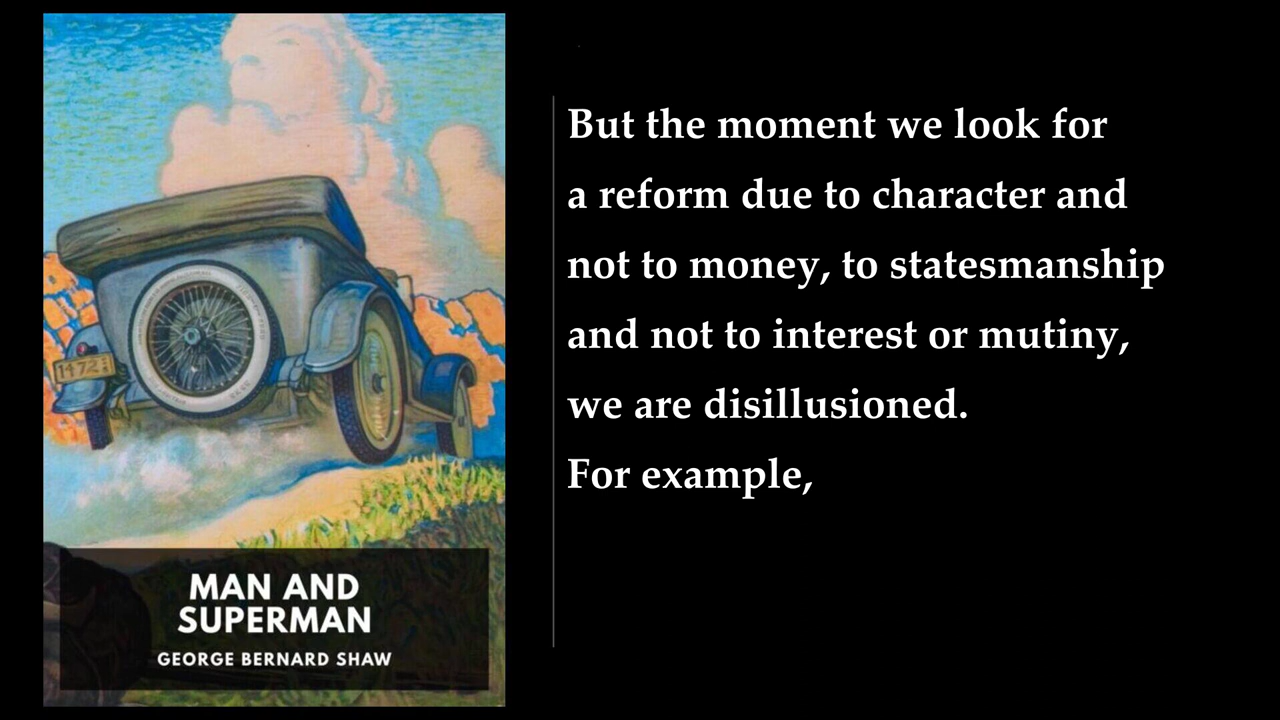 But the moment we look for
a reform due to character and
not to money, to statesmanship
and not to interest or mutiny,
we are disillusioned.
For example,
1472
MAN AND
SUPERMAN
GEORGE BERNARD SHAW